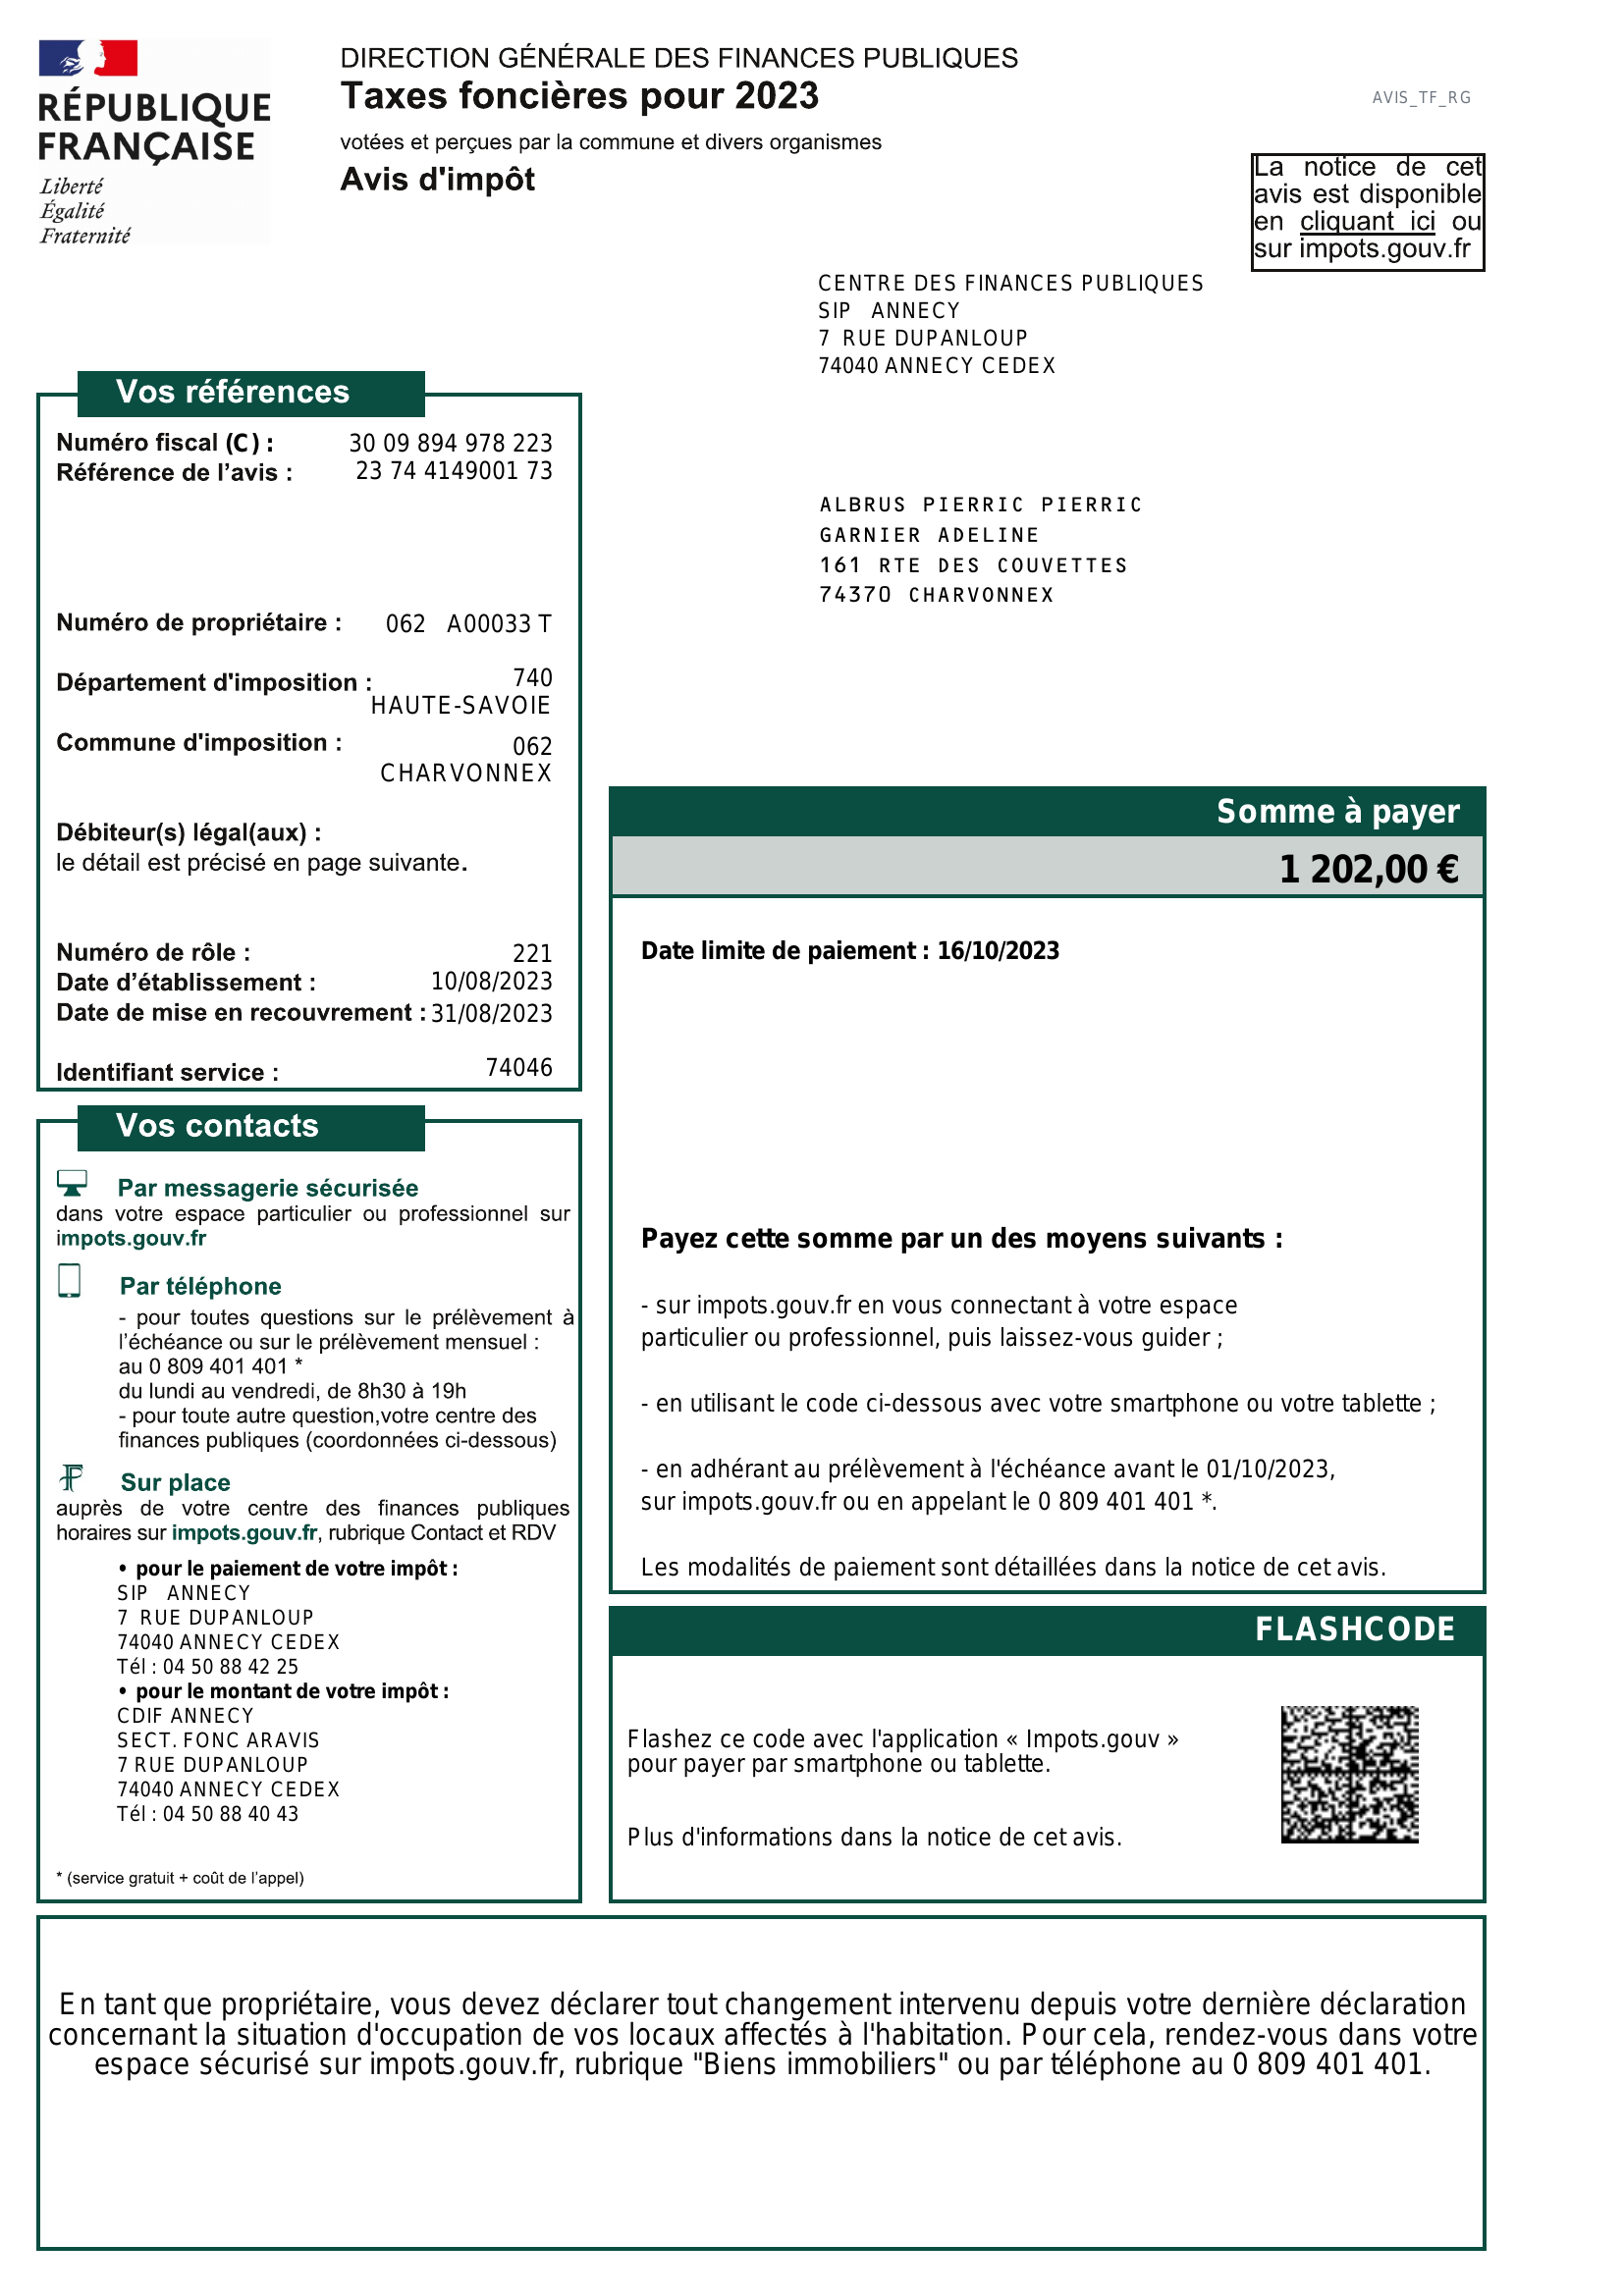 RÉPUBLIQUE
FRANÇAISE
Liberté
Égalité
Fraternité
DIRECTION GÉNÉRALE DES FINANCES PUBLIQUES
Taxes foncières pour 2023
votées et perçues par la commune et divers organismes
Avis d'impôt
AVIS_TF_RG
La notice de cet
avis est disponible
en cliquant ici ou
sur impots.gouv.fr
CENTRE DES FINANCES PUBLIQUES
SIP ANNECY
7 RUE DUPANLOUP
74040 ANNECY CEDEX
ALBRUS PIERRIC PIERRIC
GARNIER ADELINE
161 RTE DES COUVETTES
74370 CHARVONNEX
Vos références
Numéro fiscal (C) : 30 09 894 978 223
Référence de l’avis : 23 74 4149001 73
Numéro de propriétaire : 062 A00033 T
Département d'imposition : 740
HAUTE-SAVOIE
Commune d'imposition : 062
CHARVONNEX
Débiteur(s) légal(aux) :
le détail est précisé en page suivante.
Numéro de rôle : 221
Date d’établissement : 10/08/2023
Date de mise en recouvrement : 31/08/2023
Identifiant service : 74046
Vos contacts
Par messagerie sécurisée
dans votre espace particulier ou professionnel sur
impots.gouv.fr
Par téléphone
- pour toutes questions sur le prélèvement à
l’échéance ou sur le prélèvement mensuel :
au 0 809 401 401 *
du lundi au vendredi, de 8h30 à 19h
- pour toute autre question,votre centre des
finances publiques (coordonnées ci-dessous)
Sur place
auprès de votre centre des finances publiques
horaires sur impots.gouv.fr, rubrique Contact et RDV
• pour le paiement de votre impôt :
SIP ANNECY
7 RUE DUPANLOUP
74040 ANNECY CEDEX
Tél : 04 50 88 42 25
• pour le montant de votre impôt :
CDIF ANNECY
SECT. FONC ARAVIS
7 RUE DUPANLOUP
74040 ANNECY CEDEX
Tél : 04 50 88 40 43
* (service gratuit + coût de l’appel)
Somme à payer
1 202,00 €
Date limite de paiement : 16/10/2023
Payez cette somme par un des moyens suivants :
- sur impots.gouv.fr en vous connectant à votre espace
particulier ou professionnel, puis laissez-vous guider ;
- en utilisant le code ci-dessous avec votre smartphone ou votre tablette ;
- en adhérant au prélèvement à l'échéance avant le 01/10/2023,
sur impots.gouv.fr ou en appelant le 0 809 401 401 *.
Les modalités de paiement sont détaillées dans la notice de cet avis.
FLASHCODE
Flashez ce code avec l'application « Impots.gouv »
pour payer par smartphone ou tablette.
Plus d'informations dans la notice de cet avis.
En tant que propriétaire, vous devez déclarer tout changement intervenu depuis votre dernière déclaration
concernant la situation d'occupation de vos locaux affectés à l'habitation. Pour cela, rendez-vous dans votre
espace sécurisé sur impots.gouv.fr, rubrique "Biens immobiliers" ou par téléphone au 0 809 401 401.